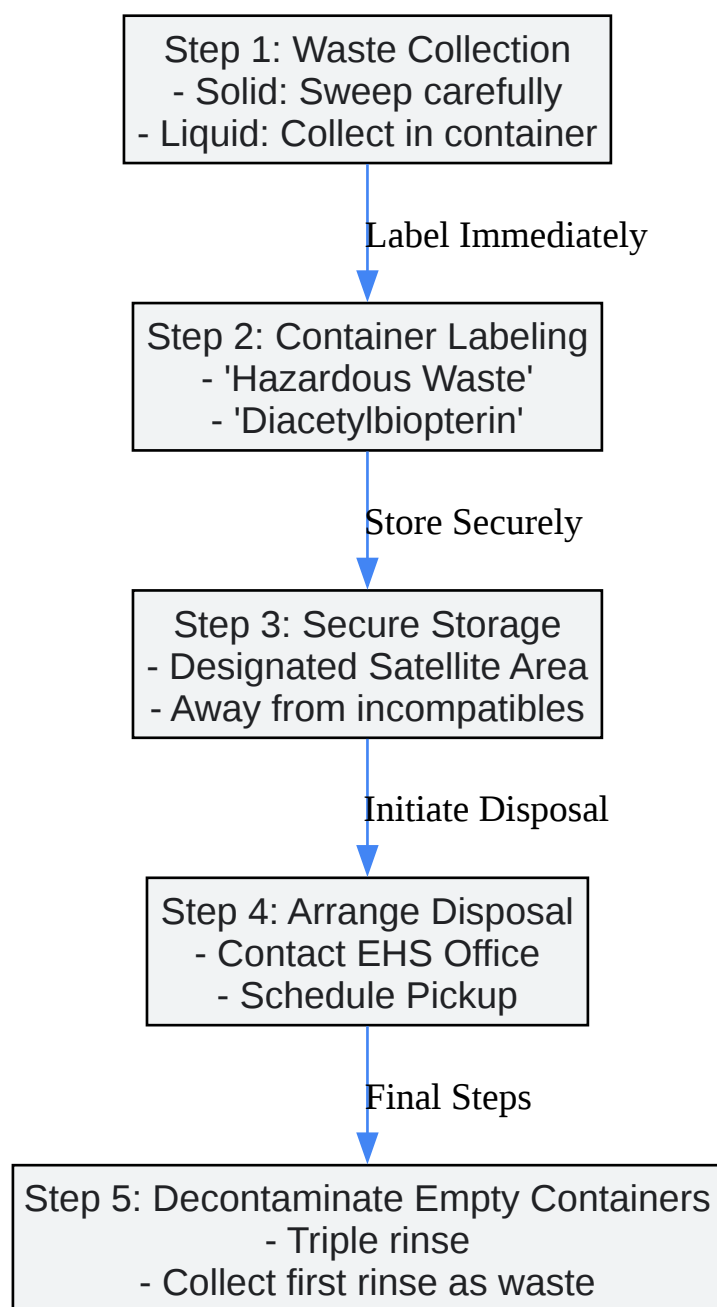 Step 1: Waste Collection
- Solid: Sweep carefully
- Liquid: Collect in container
Label Immediately
Step 2: Container Labeling
- 'Hazardous Waste'
- 'Diacetylbiopterin'
Store Securely
Step 3: Secure Storage
- Designated Satellite Area
- Away from incompatibles
Initiate Disposal
Step 4: Arrange Disposal
- Contact EHS Office
- Schedule Pickup
Final Steps
Step 5: Decontaminate Empty Containers
- Triple rinse
- Collect first rinse as waste